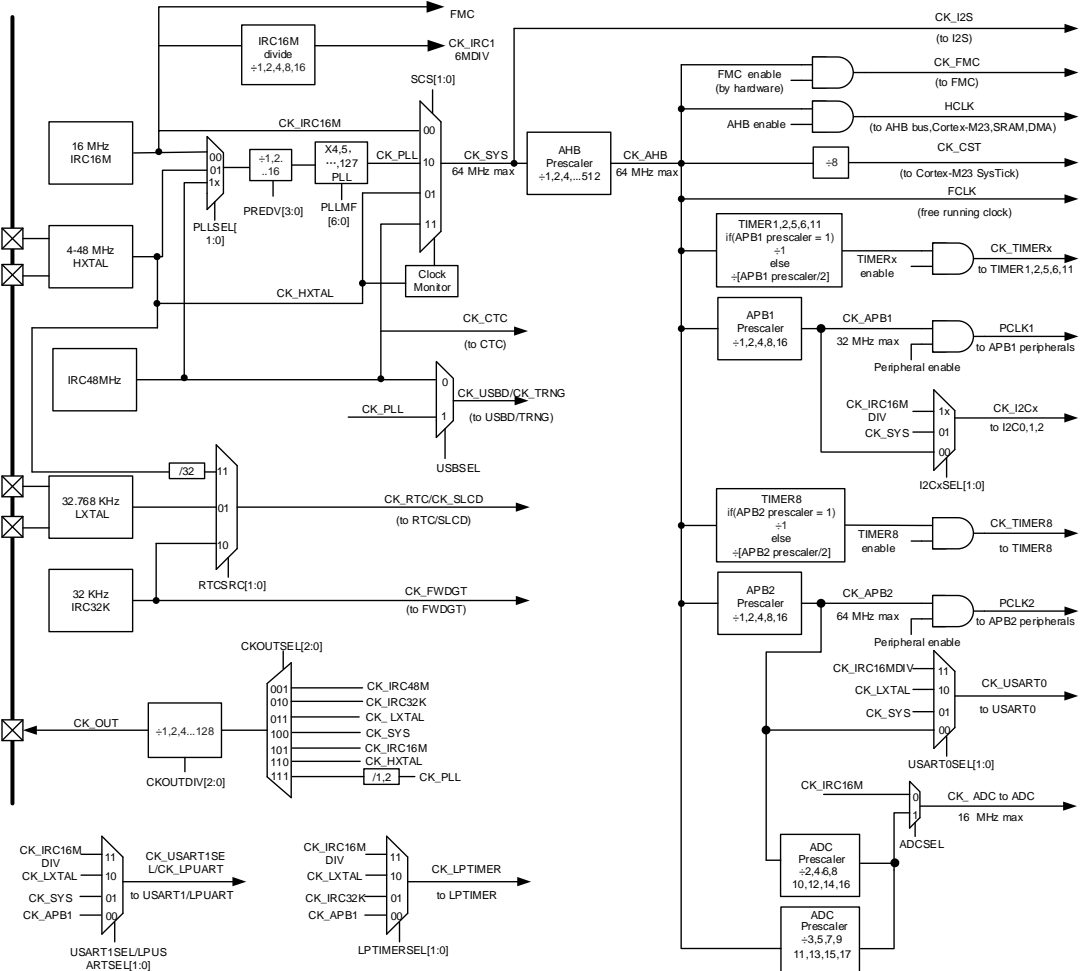 FMC
IRC16M
divide
÷1,2,4,8,16
CK_IRC1
6MDIV
SCS[1:0]
CK_IRC16M
16 MHz
IRC16M
00
01
1x
PLLSEL[
1:0]
÷1,2.
..16
PREDV[3:0]
X4,5,
…,127
PLL
PLLMF
[6:0]
CK_PLL
00
10
01
11
CK_SYS
64 MHz max
AHB
Prescaler
÷1,2,4,...512
CK_AHB
64 MHz max
4-48 MHz
HXTAL
CK_HXTAL
Clock
Monitor
CK_CTC
(to CTC)
IRC48MHz
CK_PLL
0
1
CK_USBD/CK_TRNG
(to USBD/TRNG)
USBSEL
/32
11
01
10
32.768 KHz
LXTAL
CK_RTC/CK_SLCD
(to RTC/SLCD)
RTCSRC[1:0]
32 KHz
IRC32K
CK_FWDGT
(to FWDGT)
CKOUTSEL[2:0]
CK_OUT
÷1,2,4...128
CKOUTDIV[2:0]
001
CK_IRC48M
010
CK_IRC32K
011
CK_ LXTAL
100
CK_SYS
101
CK_IRC16M
110
CK_HXTAL
111
/1,2
CK_PLL
CK_IRC16M
DIV
11
CK_LXTAL
10
CK_SYS
01
CK_APB1
00
CK_USART1SE
L/CK_LPUART
to USART1/LPUART
USART1SEL/LPUS
ARTSEL[1:0]
CK_IRC16M
DIV
11
CK_LXTAL
10
CK_IRC32K
01
CK_APB1
00
CK_LPTIMER
to LPTIMER
LPTIMERSEL[1:0]
CK_I2S
(to I2S)
FMC enable
(by hardware)
CK_FMC
(to FMC)
AHB enable
HCLK
(to AHB bus,Cortex-M23,SRAM,DMA)
÷8
CK_CST
(to Cortex-M23 SysTick)
FCLK
(free running clock)
TIMER1,2,5,6,11
if(APB1 prescaler = 1)
÷1
else
÷[APB1 prescaler/2]
TIMERx
enable
CK_TIMERx
to TIMER1,2,5,6,11
APB1
Prescaler
÷1,2,4,8,16
CK_APB1
32 MHz max
Peripheral enable
PCLK1
to APB1 peripherals
CK_IRC16M
DIV
1x
CK_SYS
01
00
CK_I2Cx
to I2C0,1,2
I2CxSEL[1:0]
TIMER8
if(APB2 prescaler = 1)
÷1
else
÷[APB2 prescaler/2]
TIMER8
enable
CK_TIMER8
to TIMER8
APB2
Prescaler
÷1,2,4,8,16
CK_APB2
64 MHz max
Peripheral enable
PCLK2
to APB2 peripherals
CK_IRC16MDIV
11
CK_LXTAL
10
CK_SYS
01
00
CK_USART0
to USART0
USART0SEL[1:0]
CK_IRC16M
0
1
CK_ ADC to ADC
16 MHz max
ADCSEL
ADC
Prescaler
÷2,4,6,8
10,12,14,16
ADC
Prescaler
÷3,5,7,9
11,13,15,17